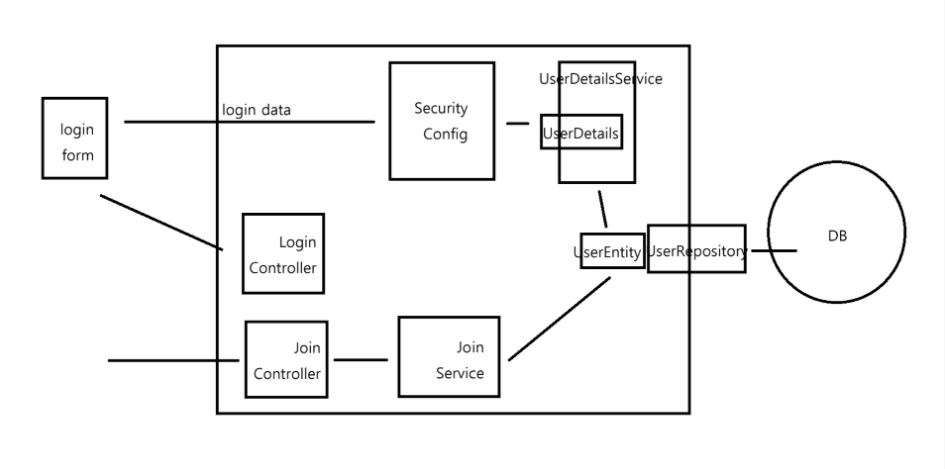 login
form
login data
Security
Config
UserDetailsService
UserDetails
Login
Controller
UserEntity
UserRepository
DB
Join
Controller
Join
Service